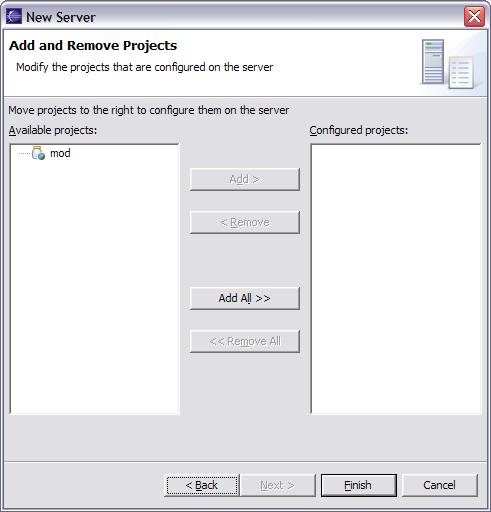 New Server
Add and Remove Projects
Modify the projects that are configured on the server
Move projects to the right to configure them on the server
Available projects:
Configured projects:
mod
Add >
< Remove
Add All >>
<< Remove All
< Back
Next >
Finish
Cancel